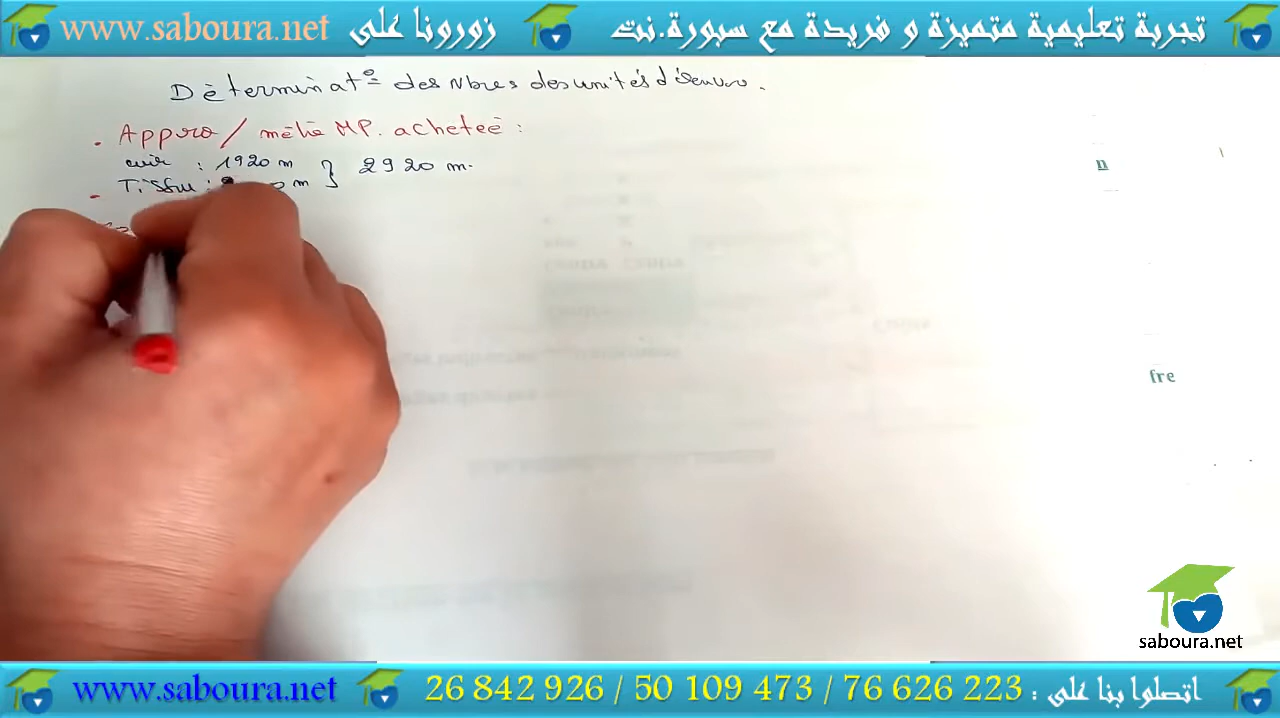 www.saboura.net زورونا على تجربة تعليمية متميزة و فريدة مع سبورة.نت
Déterminat° des Nbres des unités d'œuvre.
. Appro / mètre MP. achetée :
cuir : 1920 m } 2920 m.
Tissu :
n
fre
saboura.net
www.saboura.net 26 842 926 / 50 109 473 / 76 626 223 : اتصلوا بنا على